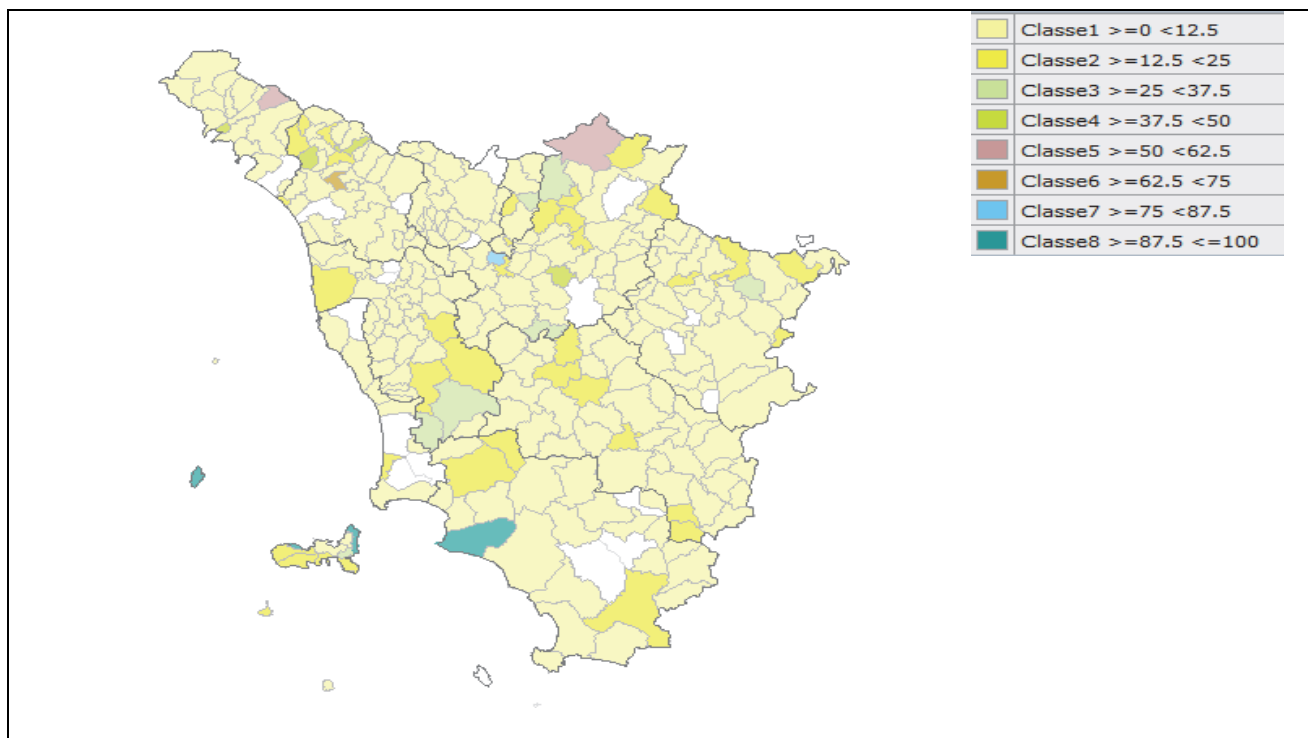 Classe1 >=0 <12.5
Classe2 >=12.5 <25
Classe3 >=25 <37.5
Classe4 >=37.5 <50
Classe5 >=50 <62.5
Classe6 >=62.5 <75
Classe7 >=75 <87.5
Classe8 >=87.5 <=100